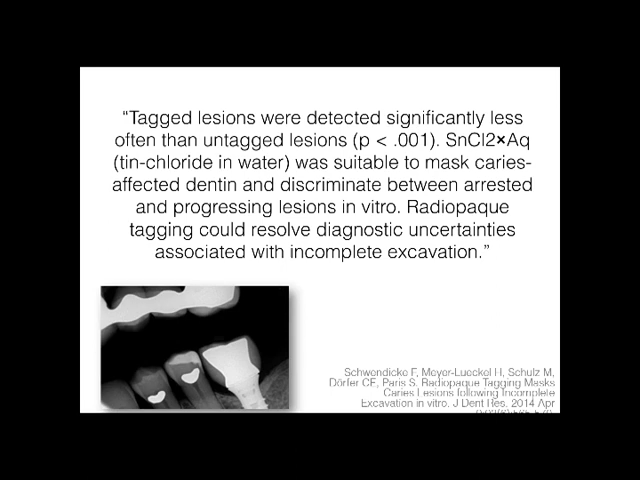 “Tagged lesions were detected significantly less
often than untagged lesions (p < .001). SnCl2×Aq
(tin-chloride in water) was suitable to mask caries-
affected dentin and discriminate between arrested
and progressing lesions in vitro. Radiopaque
tagging could resolve diagnostic uncertainties
associated with incomplete excavation.”
Schwendicke F, Meyer-Lueckel H, Schulz M,
Dörfer CE, Paris S. Radiopaque Tagging Masks
Caries Lesions following Incomplete
Excavation in vitro. J Dent Res. 2014 Apr